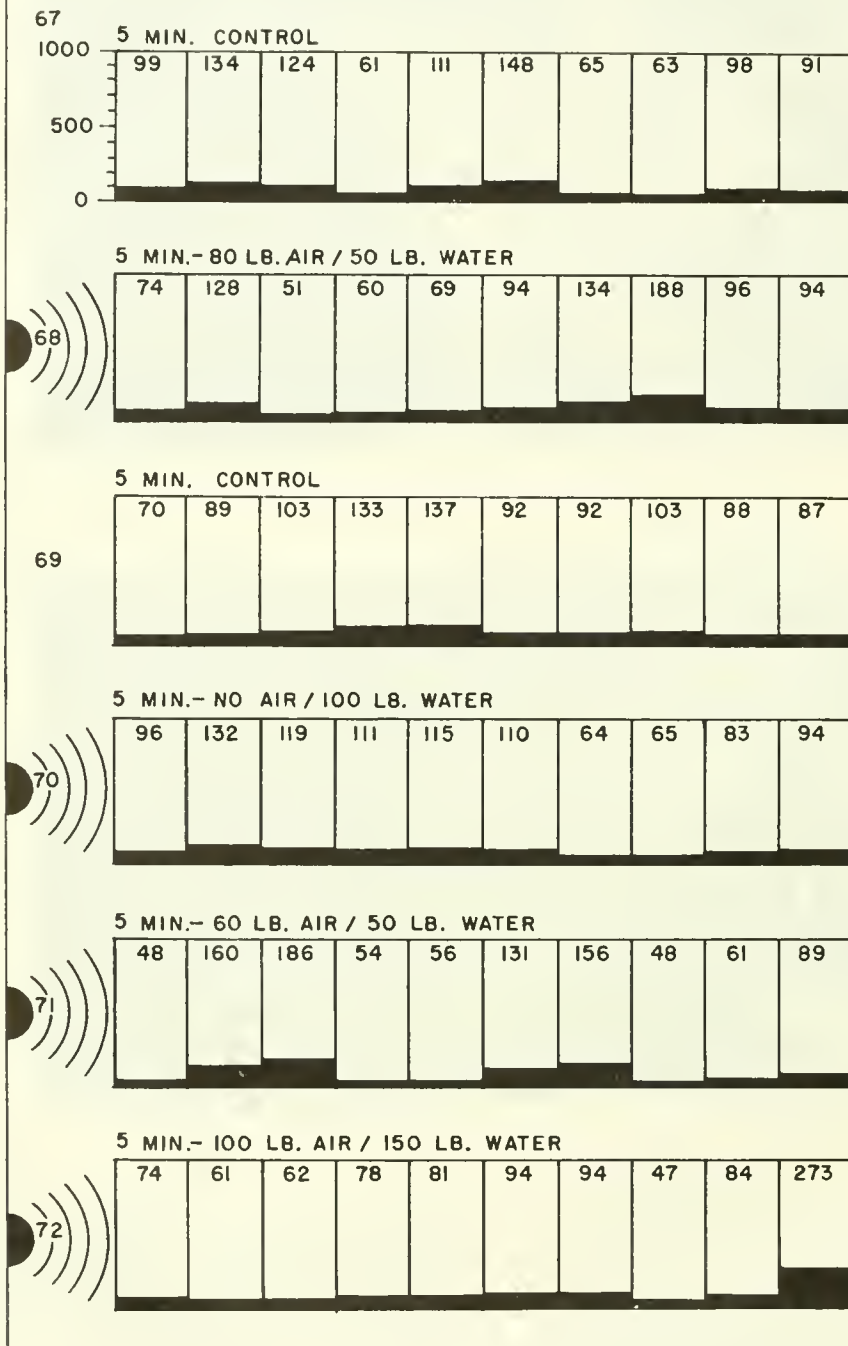 67
5 MIN. CONTROL
1000
500
0
99 134 124 61 111 148 65 63 98 91
5 MIN.- 80 LB. AIR / 50 LB. WATER
68
74 128 51 60 69 94 134 188 96 94
5 MIN. CONTROL
69
70 89 103 133 137 92 92 103 88 87
5 MIN.- NO AIR / 100 LB. WATER
70
96 132 119 111 115 110 64 65 83 94
5 MIN.- 60 LB. AIR / 50 LB. WATER
71
48 160 186 54 56 131 156 48 61 89
5 MIN.- 100 LB. AIR / 150 LB. WATER
72
74 61 62 78 81 94 94 47 84 273